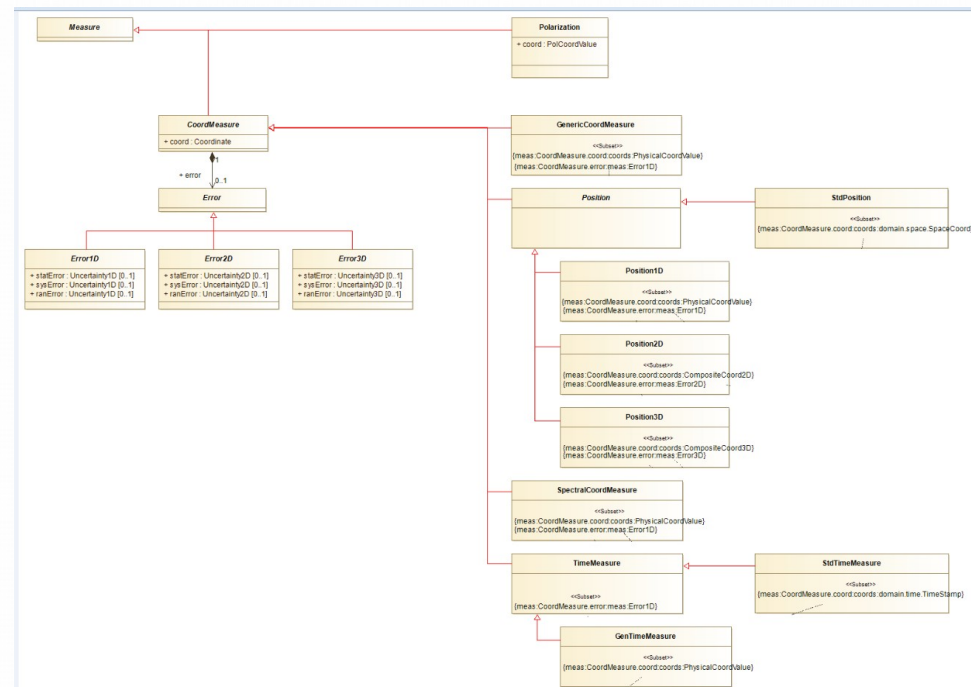 Measure
Polarization
+ coord : PolCoordValue
CoordMeasure
+ coord : Coordinate
1
+ error
0..1
Error
Error1D
+ statError : Uncertainty1D [0..1]
+ sysError : Uncertainty1D [0..1]
+ ranError : Uncertainty1D [0..1]
Error2D
+ statError : Uncertainty2D [0..1]
+ sysError : Uncertainty2D [0..1]
+ ranError : Uncertainty2D [0..1]
Error3D
+ statError : Uncertainty3D [0..1]
+ sysError : Uncertainty3D [0..1]
+ ranError : Uncertainty3D [0..1]
GenericCoordMeasure
<<Subset>>
{meas:CoordMeasure.coord:coords:PhysicalCoordValue}
{meas:CoordMeasure.error:meas:Error1D}
Position
StdPosition
<<Subset>>
{meas:CoordMeasure.coord:coords:domain.space.SpaceCoord
Position1D
<<Subset>>
{meas:CoordMeasure.coord:coords:PhysicalCoordValue}
{meas:CoordMeasure.error:meas:Error1D}
Position2D
<<Subset>>
{meas:CoordMeasure.coord:coords:CompositeCoord2D}
{meas:CoordMeasure.error:meas:Error2D}
Position3D
<<Subset>>
{meas:CoordMeasure.coord:coords:CompositeCoord3D}
{meas:CoordMeasure.error:meas:Error3D}
SpectralCoordMeasure
<<Subset>>
{meas:CoordMeasure.coord:coords:PhysicalCoordValue}
{meas:CoordMeasure.error:meas:Error1D}
TimeMeasure
<<Subset>>
{meas:CoordMeasure.error:meas:Error1D}
StdTimeMeasure
<<Subset>>
{meas:CoordMeasure.coord:coords:domain.time.TimeStamp}
GenTimeMeasure
<<Subset>>
{meas:CoordMeasure.coord:coords:PhysicalCoordValue}